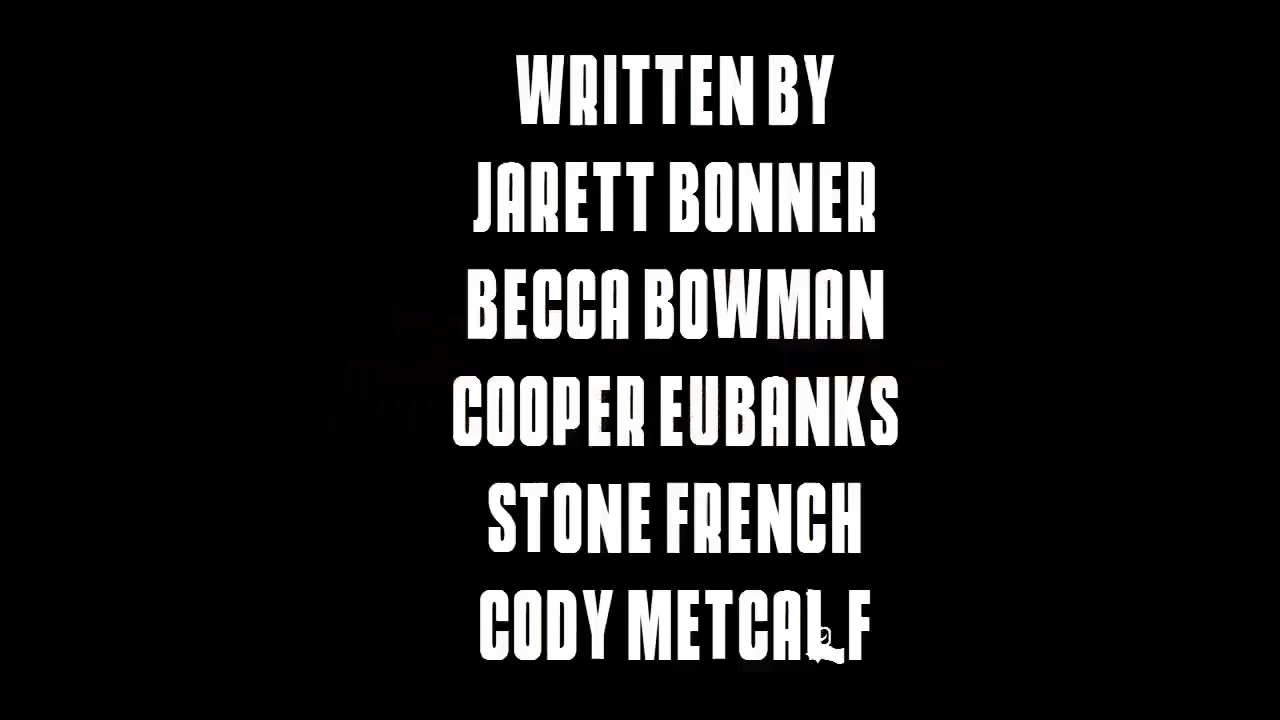 WRITTEN BY
JARETT BONNER
BECCA BOWMAN
COOPER EUBANKS
STONE FRENCH
CODY METCALF